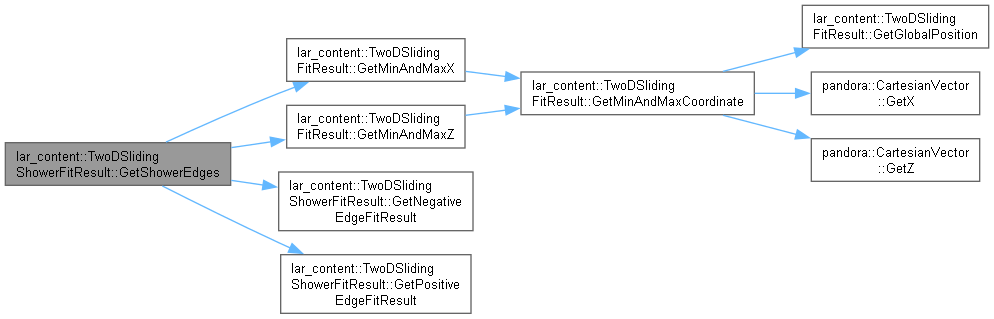 lar_content::TwoDSliding
ShowerFitResult::GetShowerEdges
lar_content::TwoDSliding
FitResult::GetMinAndMaxX
lar_content::TwoDSliding
FitResult::GetMinAndMaxZ
lar_content::TwoDSliding
ShowerFitResult::GetNegative
EdgeFitResult
lar_content::TwoDSliding
ShowerFitResult::GetPositive
EdgeFitResult
lar_content::TwoDSliding
FitResult::GetMinAndMaxCoordinate
lar_content::TwoDSliding
FitResult::GetGlobalPosition
pandora::CartesianVector
::GetX
pandora::CartesianVector
::GetZ